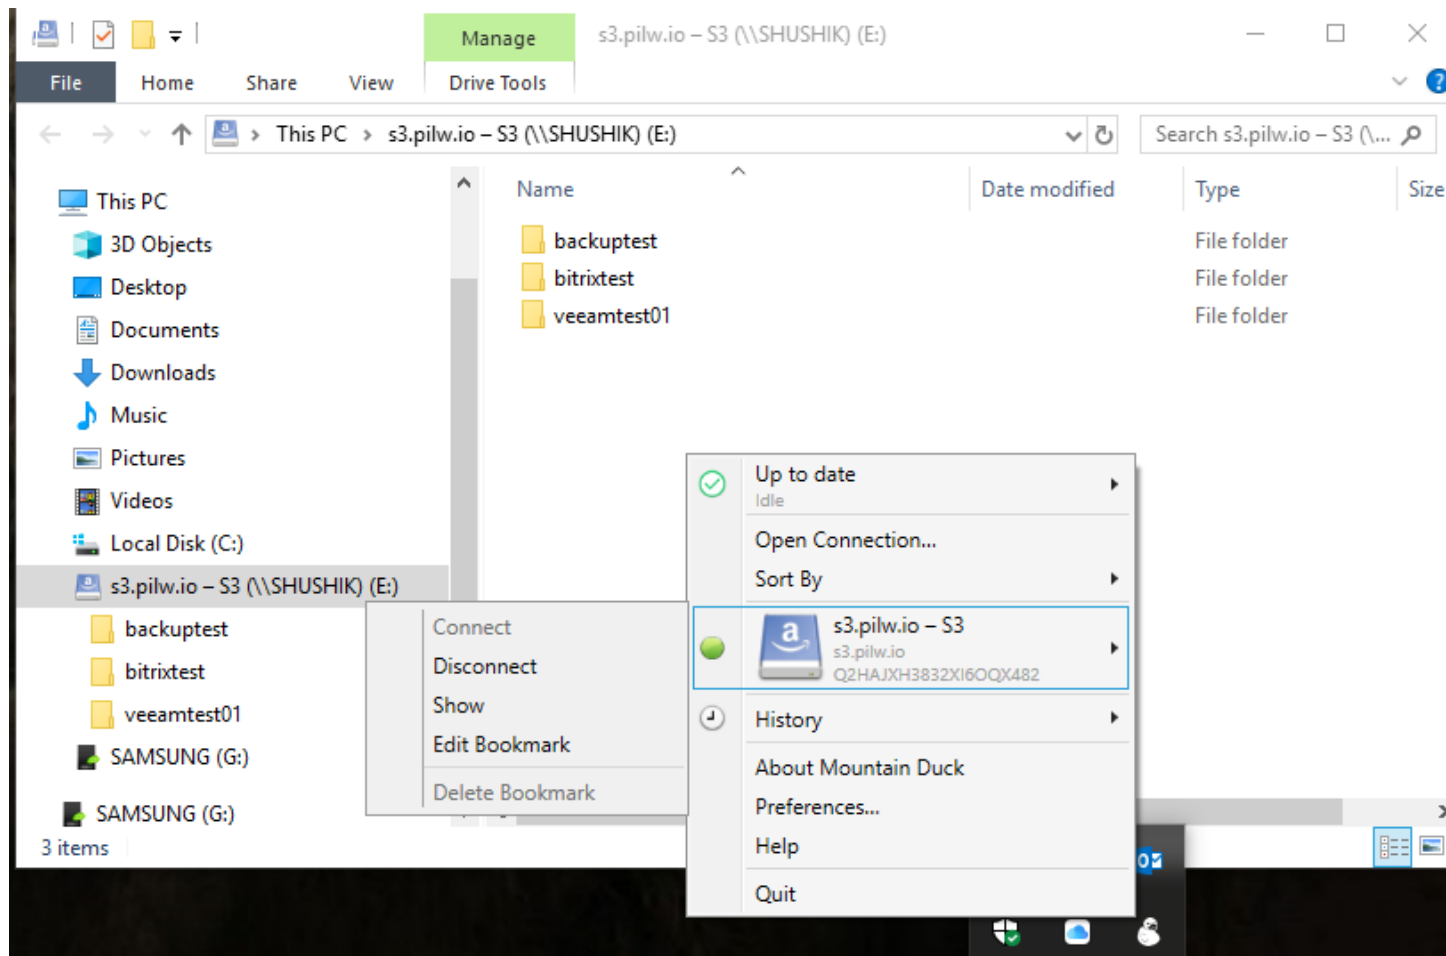 Manage
s3.pilw.io – S3 (\\SHUSHIK) (E:)
File Home Share View Drive Tools
This PC > s3.pilw.io – S3 (\\SHUSHIK) (E:)
Search s3.pilw.io – S3 (\...
This PC
3D Objects
Desktop
Documents
Downloads
Music
Pictures
Videos
Local Disk (C:)
s3.pilw.io – S3 (\\SHUSHIK) (E:)
backuptest
bitrixtest
veeamtest01
SAMSUNG (G:)
SAMSUNG (G:)
3 items
Name Date modified Type Size
backuptest File folder
bitrixtest File folder
veeamtest01 File folder
Connect
Disconnect
Show
Edit Bookmark
Delete Bookmark
Up to date
Idle
Open Connection...
Sort By
s3.pilw.io – S3
s3.pilw.io
Q2HAJXH3832XI6OQX482
History
About Mountain Duck
Preferences...
Help
Quit